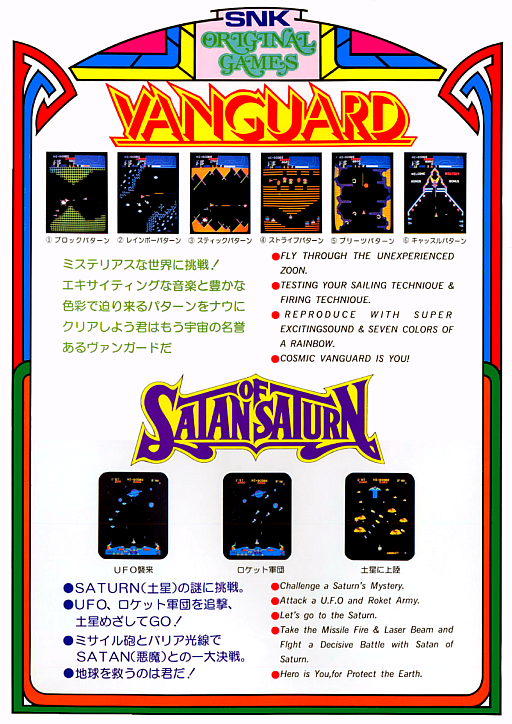 SNK
ORIGINAL
GAMES
VANGUARD
① ブロックパターン ② レインボーパターン ③ スティックパターン ④ ストライプパターン ⑤ プリーツパターン ⑥ キャッスルパターン
ミステリアスな世界に挑戦！
エキサイティングな音楽と豊かな
色彩で迫り来るパターンをナウに
クリアしよう君はもう宇宙の名誉
あるヴァンガードだ
●FLY THROUGH THE UNEXPERIENCED
ZOON.
●TESTING YOUR SAILING TECHNIQUE &
FIRING TECHNIQUE.
●REPRODUCE WITH SUPER
EXCITINGSOUND & SEVEN COLORS OF
A RAINBOW.
●COSMIC VANGUARD IS YOU!
SATAN OF SATURN
UFO襲来 ロケット軍団 土星に上陸
●SATURN(土星)の謎に挑戦。
●UFO、ロケット軍団を追撃、
土星めざしてGO！
●ミサイル砲とバリア光線で
SATAN(悪魔)との一大決戦。
●地球を救うのは君だ！
●Challenge a Saturn's Mystery.
●Attack a U.F.O and Roket Army.
●Let's go to the Saturn.
●Take the Missile Fire & Laser Beam and
Fight a Decisive Battle with Satan of
Saturn.
●Hero is You,for Protect the Earth.